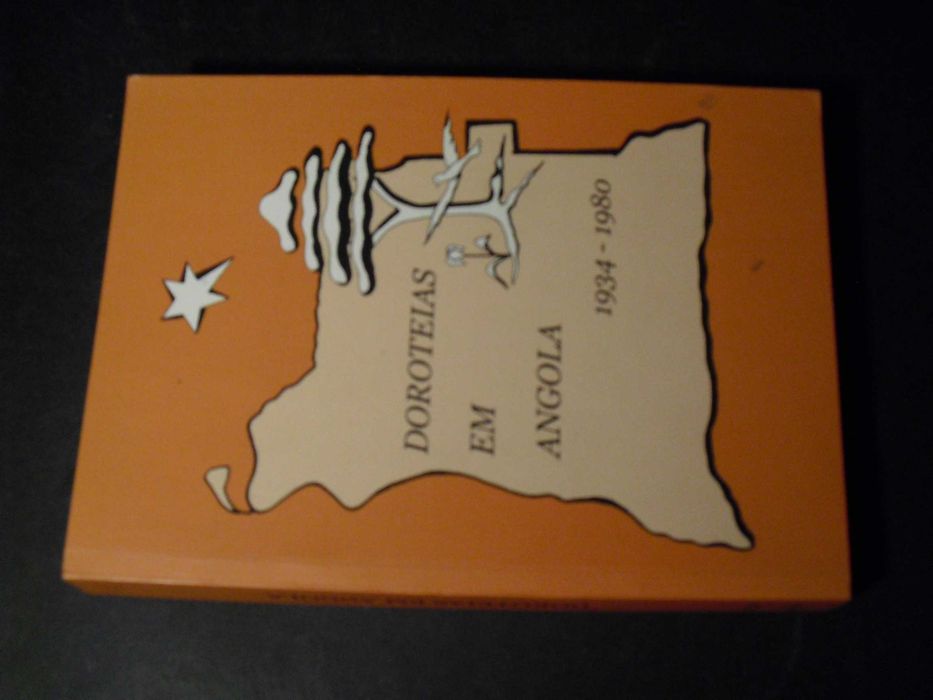 DOROTEIAS
EM
ANGOLA
1934 - 1980